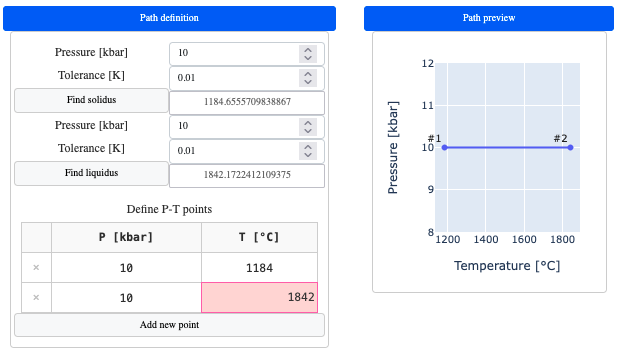 Path definition
Pressure [kbar] 10
Tolerance [K] 0.01
Find solidus 1184.6555709838867
Pressure [kbar] 10
Tolerance [K] 0.01
Find liquidus 1842.1722412109375
Define P-T points
P [kbar] T [°C]
× 10 1184
× 10 1842
Add new point
Path preview
12
11
#1 #2
10
9
8
1200 1400 1600 1800
Pressure [kbar]
Temperature [°C]